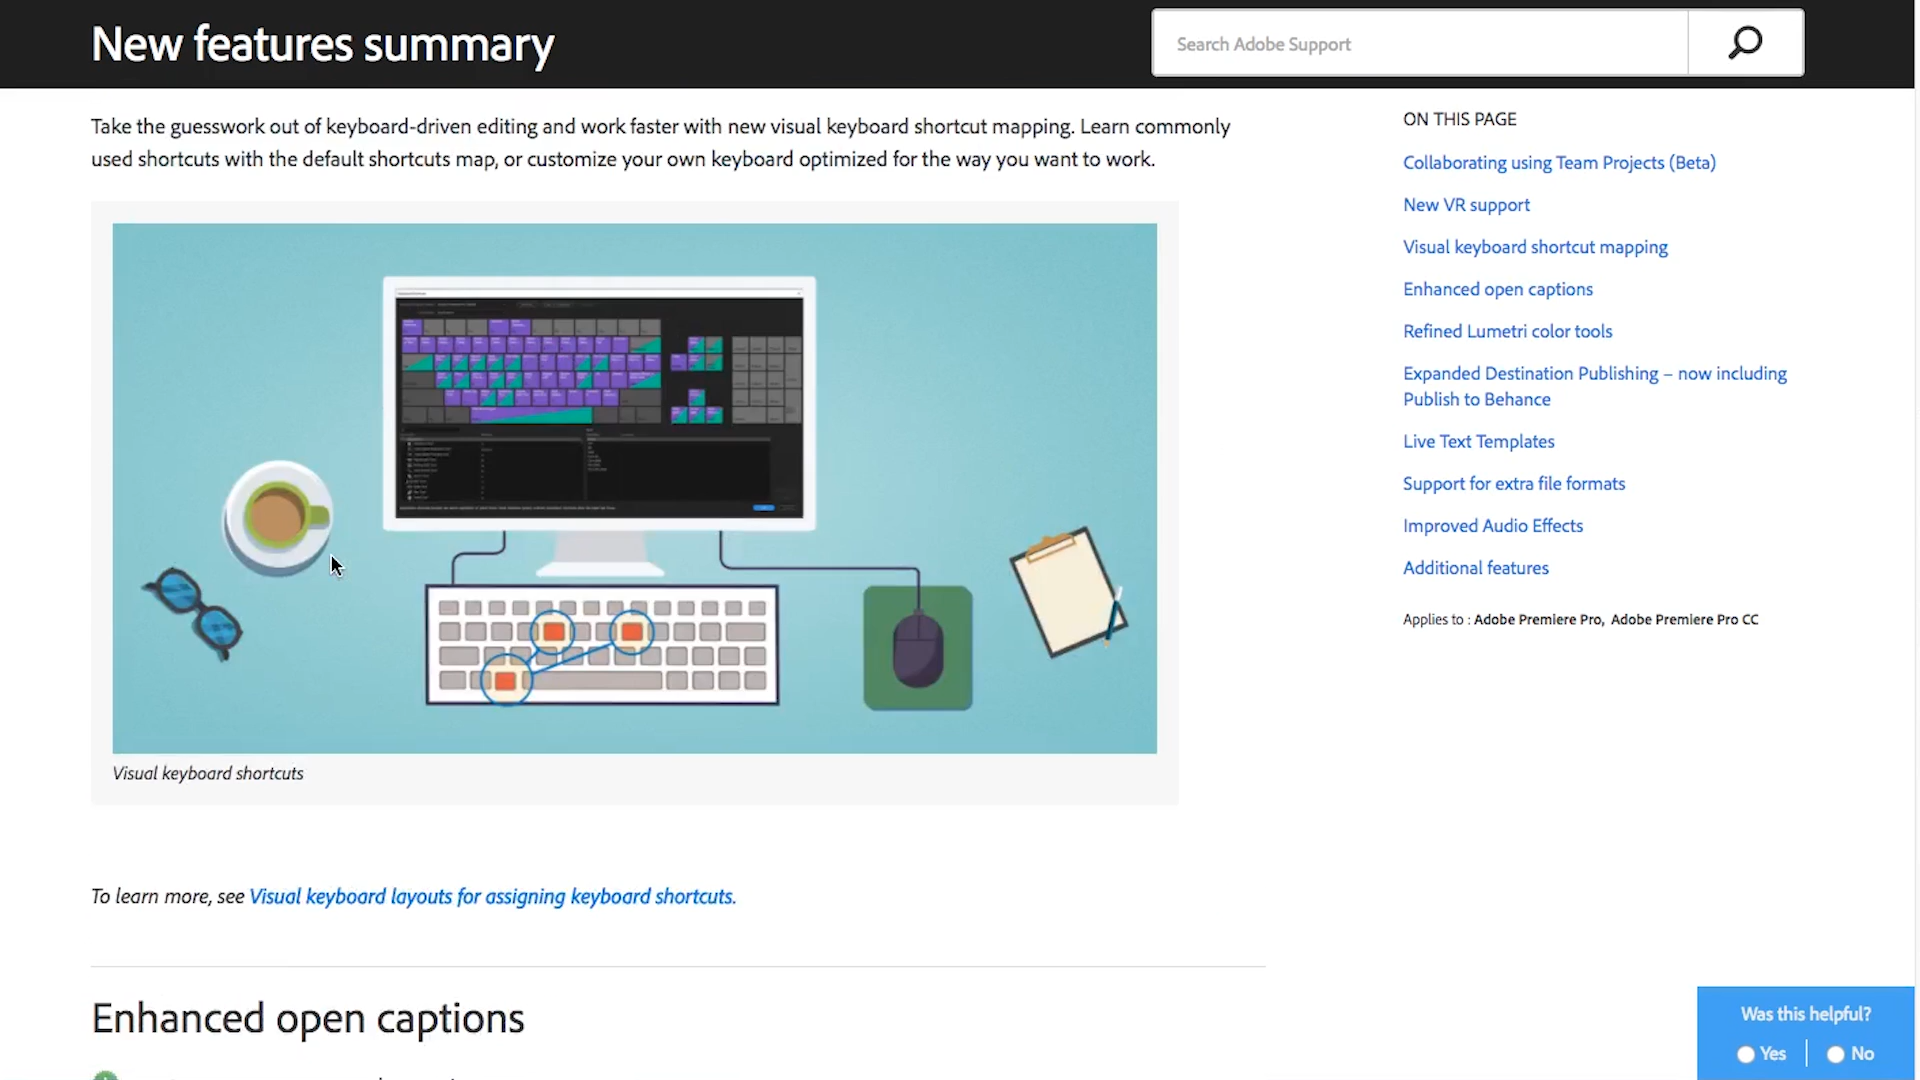 New features summary
Search Adobe Support
Take the guesswork out of keyboard-driven editing and work faster with new visual keyboard shortcut mapping. Learn commonly
used shortcuts with the default shortcuts map, or customize your own keyboard optimized for the way you want to work.
Visual keyboard shortcuts
To learn more, see Visual keyboard layouts for assigning keyboard shortcuts.
Enhanced open captions
ON THIS PAGE
Collaborating using Team Projects (Beta)
New VR support
Visual keyboard shortcut mapping
Enhanced open captions
Refined Lumetri color tools
Expanded Destination Publishing – now including
Publish to Behance
Live Text Templates
Support for extra file formats
Improved Audio Effects
Additional features
Applies to : Adobe Premiere Pro, Adobe Premiere Pro CC
Was this helpful?
Yes
No